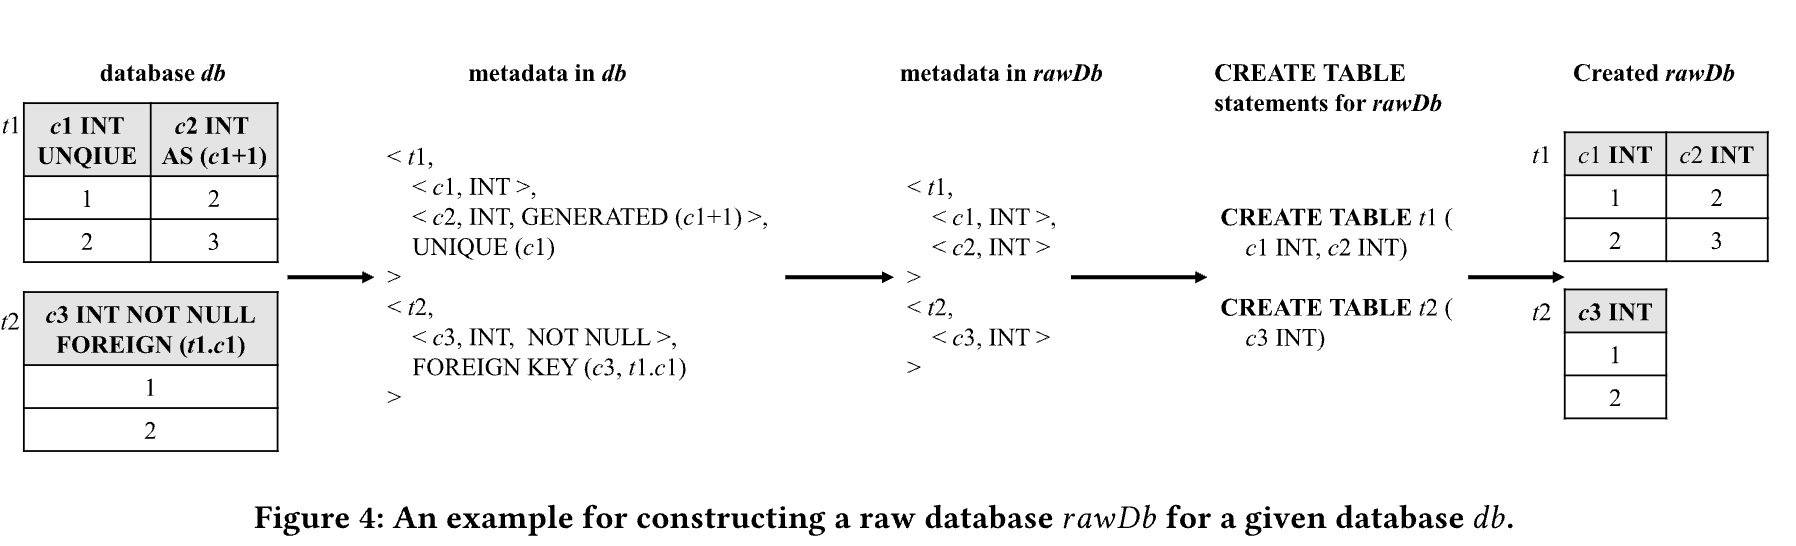 database db
t1
c1 INT
UNQIUE
c2 INT
AS (c1+1)
1
2
2
3
t2
c3 INT NOT NULL
FOREIGN (t1.c1)
1
2
metadata in db
< t1,
< c1, INT >,
< c2, INT, GENERATED (c1+1) >,
UNIQUE (c1)
>
< t2,
< c3, INT,  NOT NULL >,
FOREIGN KEY (c3, t1.c1)
>
metadata in rawDb
< t1,
< c1, INT >,
< c2, INT >
>
< t2,
< c3, INT >
>
CREATE TABLE
statements for rawDb
CREATE TABLE t1 (
c1 INT, c2 INT)
CREATE TABLE t2 (
c3 INT)
Created rawDb
t1
c1 INT
c2 INT
1
2
2
3
t2
c3 INT
1
2
Figure 4: An example for constructing a raw database rawDb for a given database db.